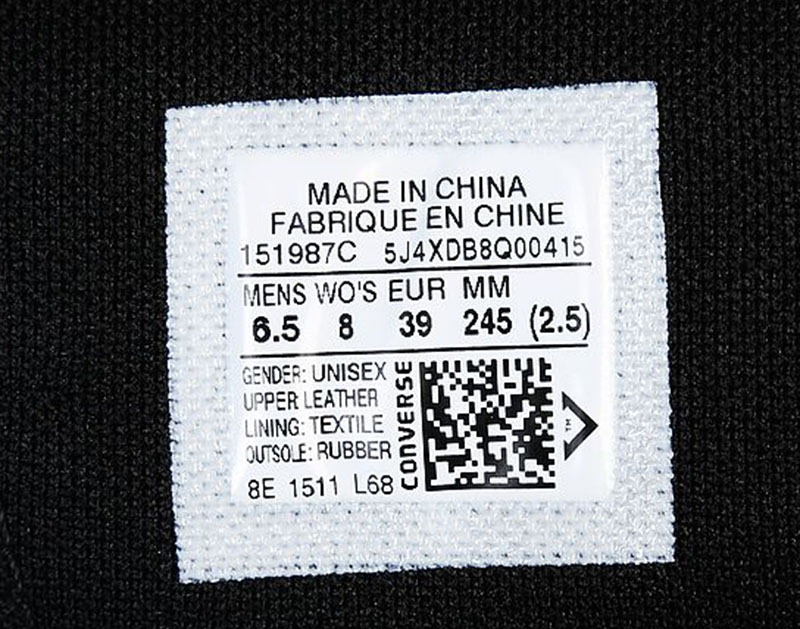 MADE IN CHINA
FABRIQUE EN CHINE
151987C 5J4XDB8Q00415
MENS WO'S EUR MM
6.5 8 39 245 (2.5)
GENDER: UNISEX
UPPER LEATHER
LINING: TEXTILE
OUTSOLE: RUBBER
8E 1511 L68
CONVERSE
TM